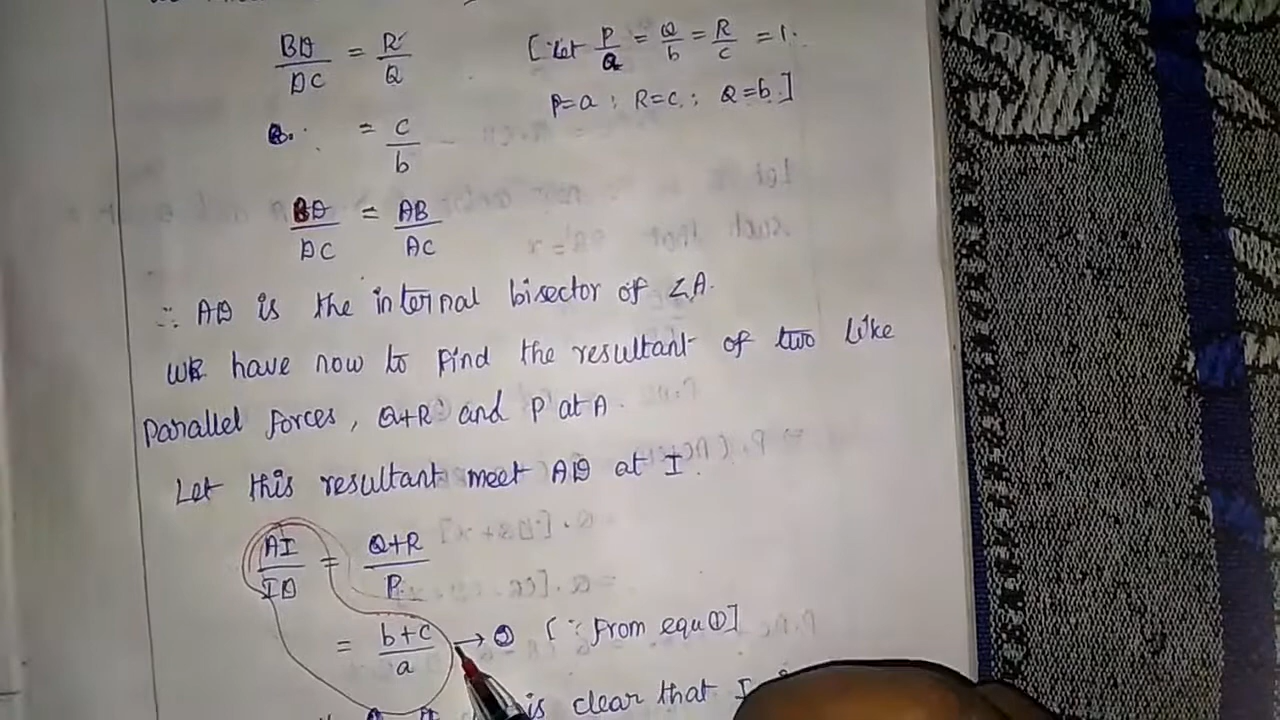 BD/DC = R/Q [∵ Let P/a = Q/b = R/c = 1.
P=a ; R=c ; Q=b.]
= c/b
BD/DC = AB/AC
∴ AD is the internal bisector of ∠A.
We have now to find the resultant of two like
parallel forces, Q+R and P at A.
Let this resultant meet AD at I.
AI/ID = Q+R/P
= b+c/a → ② [∵ From equ ①]
is clear that I